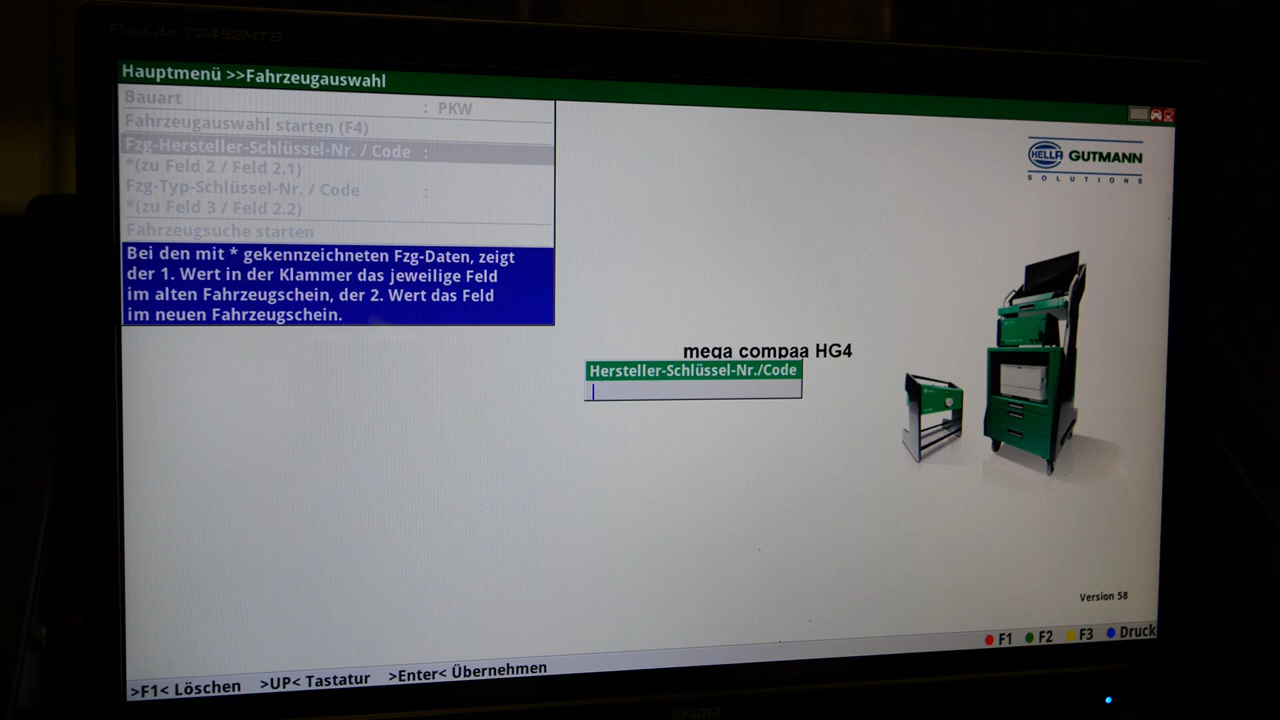 ProLite T2452MTS
Hauptmenü >>Fahrzeugauswahl
Bauart : PKW
Fahrzeugauswahl starten (F4)
Fzg-Hersteller-Schlüssel-Nr. / Code :
*(zu Feld 2 / Feld 2.1)
Fzg-Typ-Schlüssel-Nr. / Code :
*(zu Feld 3 / Feld 2.2)
Fahrzeugsuche starten
Bei den mit * gekennzeichneten Fzg-Daten, zeigt
der 1. Wert in der Klammer das jeweilige Feld
im alten Fahrzeugschein, der 2. Wert das Feld
im neuen Fahrzeugschein.
HELLA GUTMANN
SOLUTIONS
mega compaa HG4
Hersteller-Schlüssel-Nr./Code
Version 58
F1 F2 F3 Druck
>F1< Löschen >UP< Tastatur >Enter< Übernehmen
iiyama